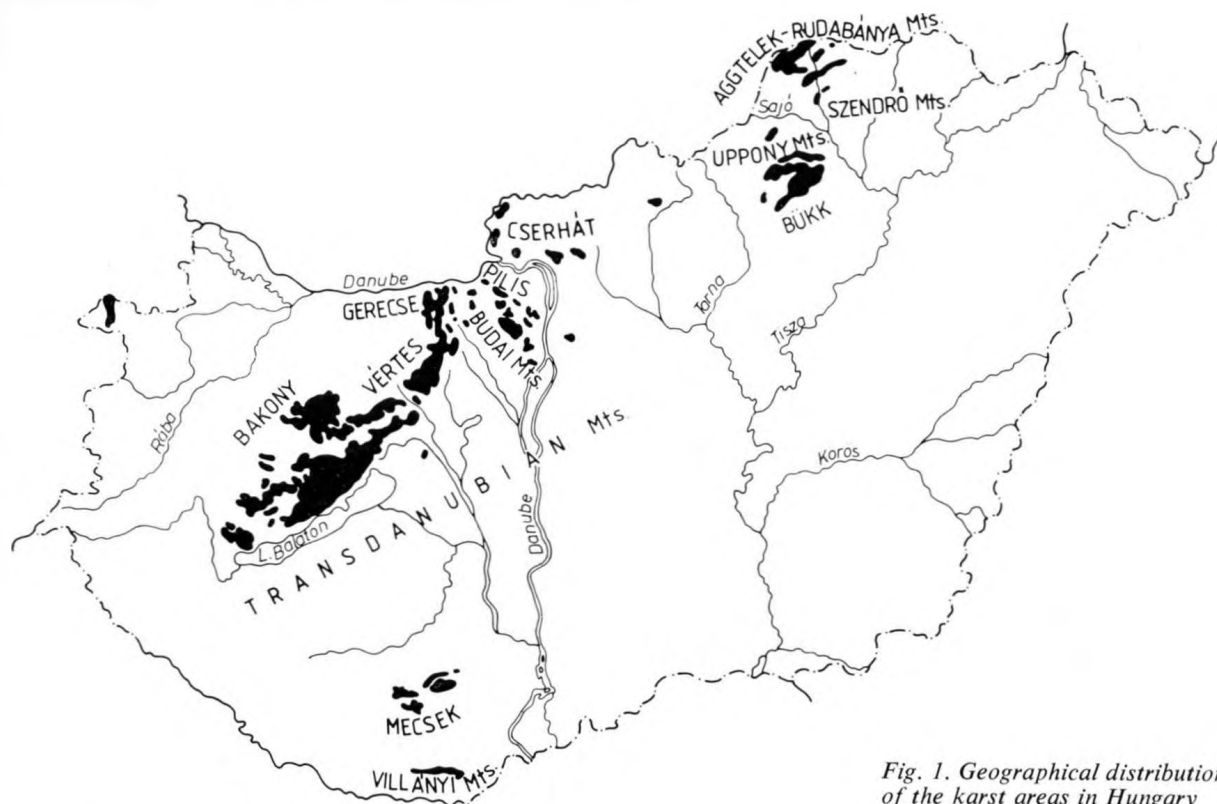 AGGTELEK-RUDABÁNYA Mts.
Sajó
SZENDRŐ Mts.
UPPONY Mts.
BÜKK
CSERHÁT
Danube
PILIS
GERECSE
BUDAI Mts.
Tarna
Tisza
VÉRTES
BAKONY
Rába
Koros
L. Balaton
Danube
TRANSDANUBIAN Mts
MECSEK
VILLÁNYI Mts.
Fig. 1. Geographical distribution
of the karst areas in Hungary